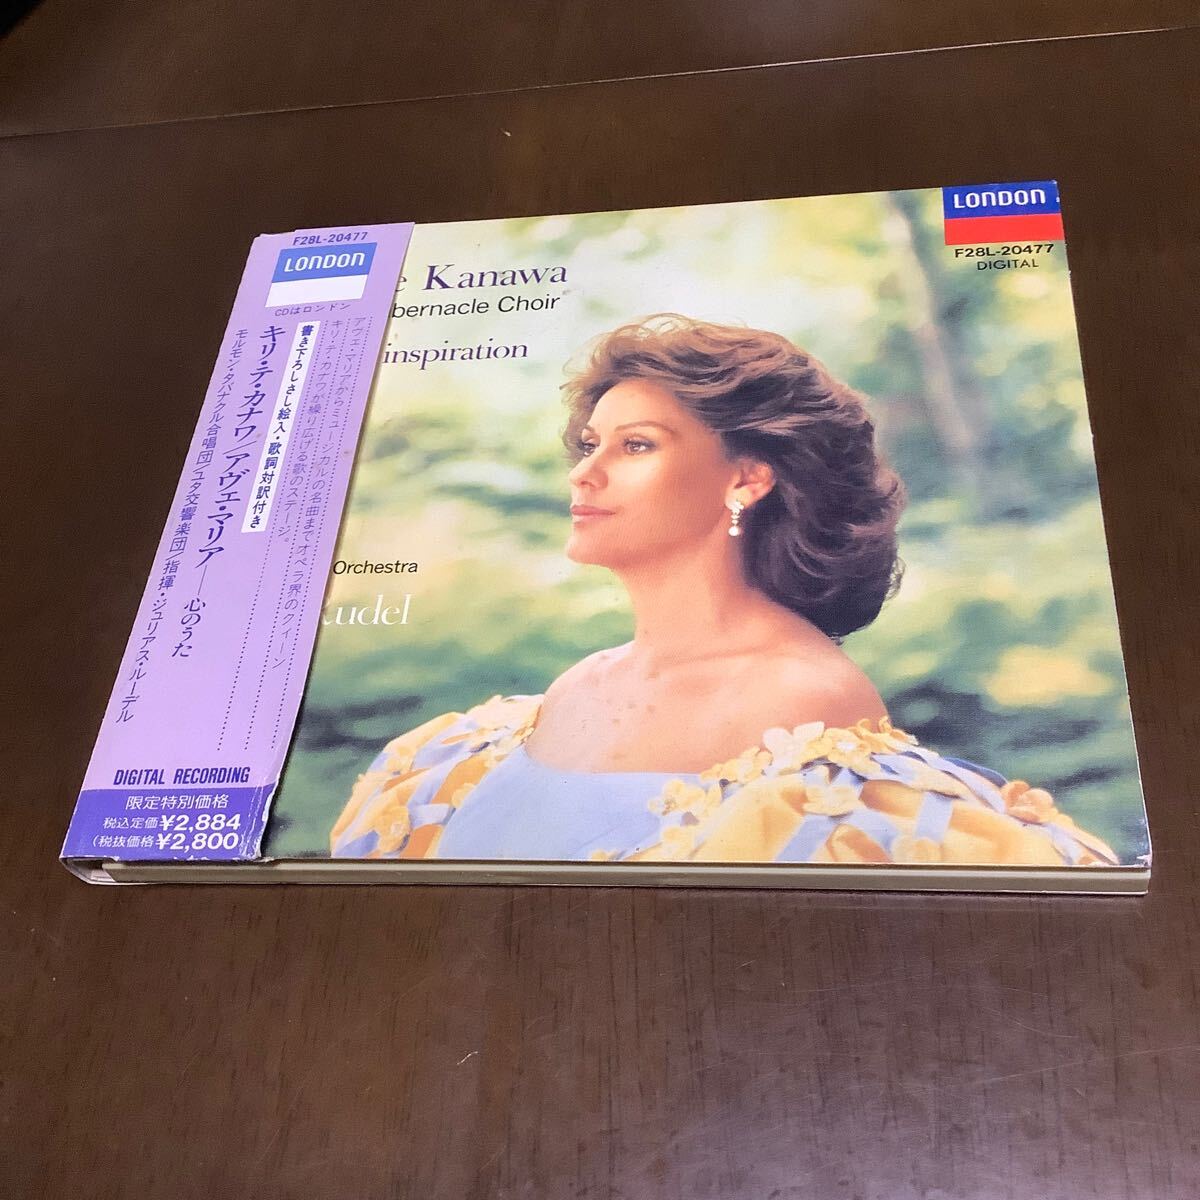 F28L-20477
LONDON
CDはロンドン
アヴェ・マリアからミュージカルの名曲までオペラ界のクィーン
キリ・テ・カナワが繰り広げる歌のステージ。
書き下ろしさし絵入・歌詞対訳付き
キリ・テ・カナワ/アヴェ・マリア—心のうた
モルモン・タバナクル合唱団/ユタ交響楽団/指揮・ジュリアス・ルーデル
DIGITAL RECORDING
限定特別価格
税込定価¥2,884
(税抜価格¥2,800)
e Kanawa
bernacle Choir
inspiration
Orchestra
udel
LONDON
F28L-20477
DIGITAL